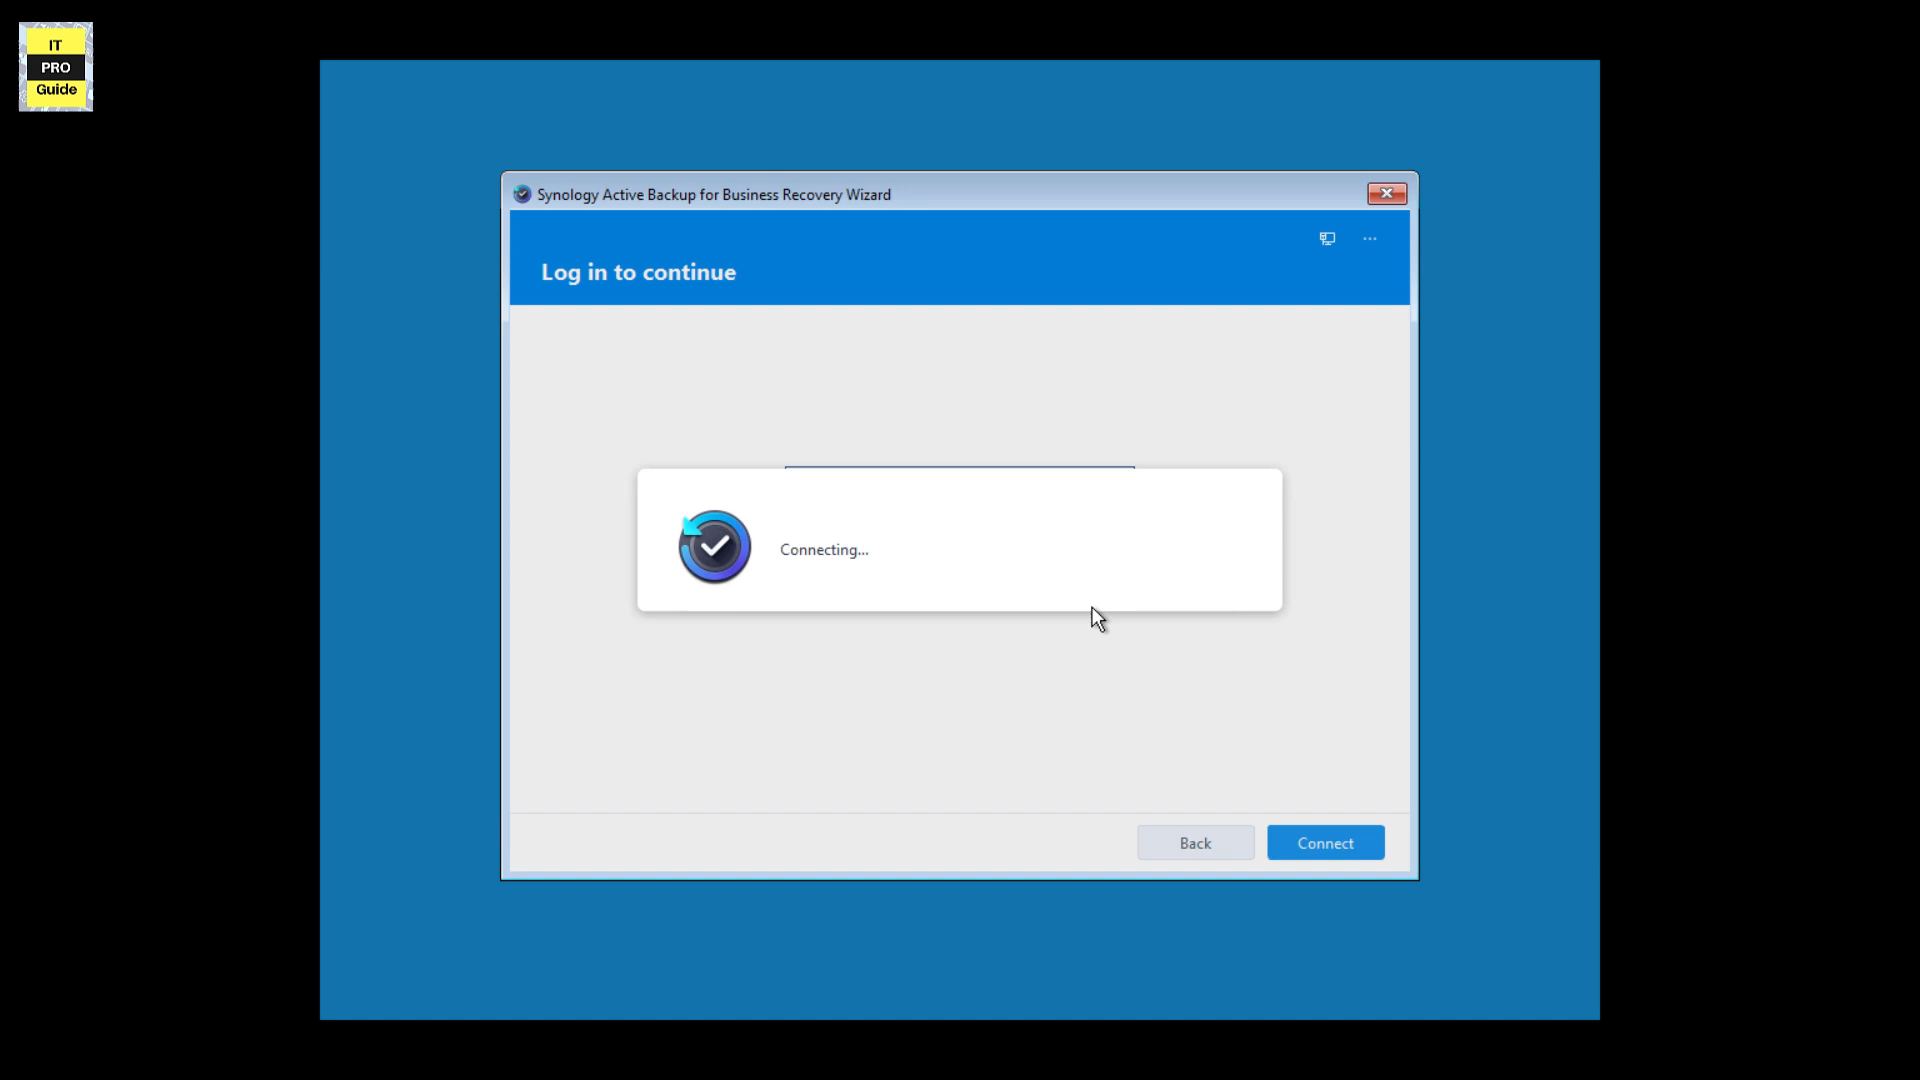 IT
PRO
Guide
Synology Active Backup for Business Recovery Wizard
Log in to continue
Connecting...
Back
Connect